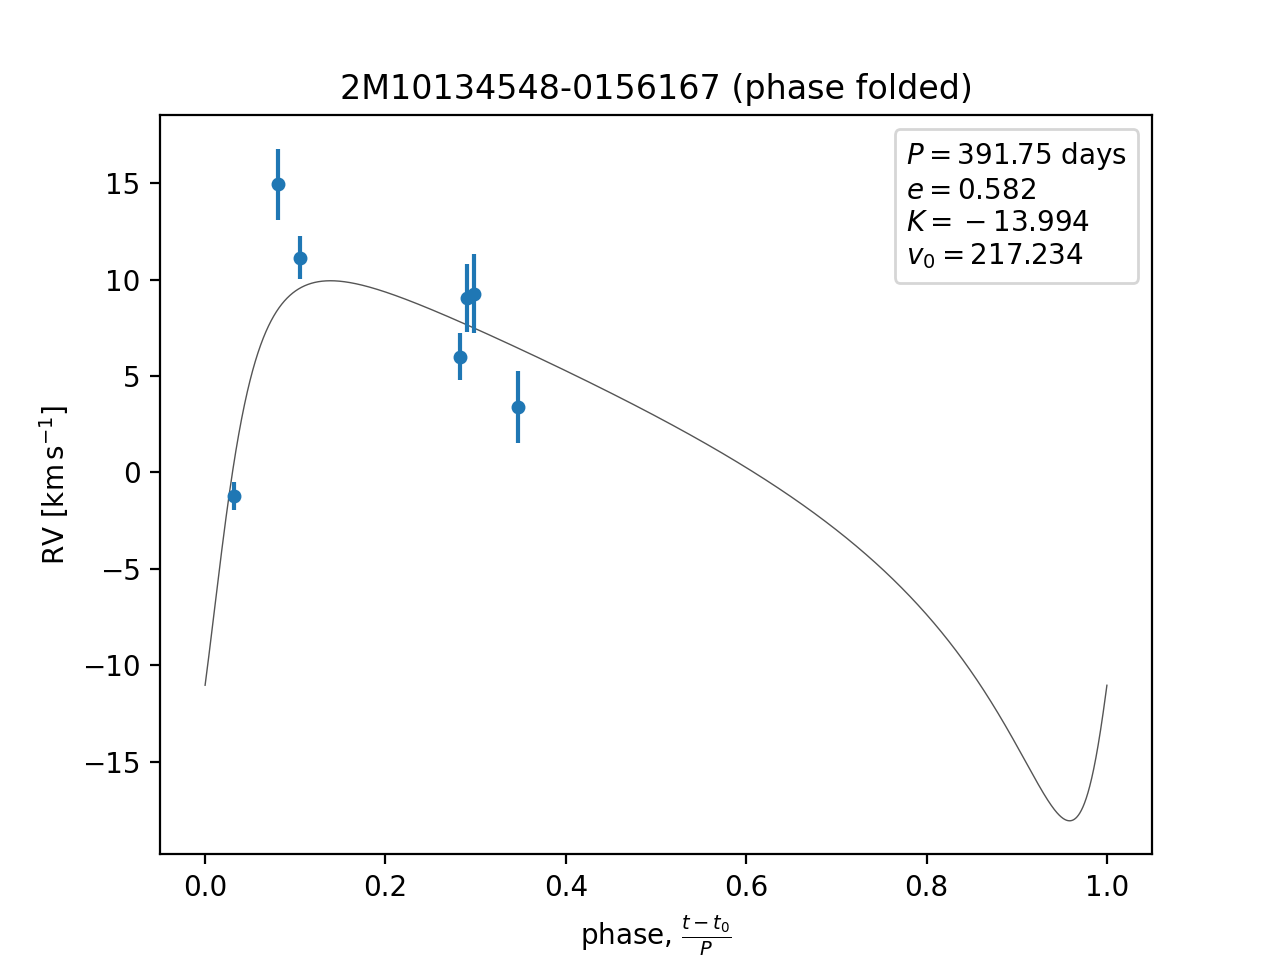 2M10134548-0156167 (phase folded)
P = 391.75 days
e = 0.582
K = −13.994
v₀ = 217.234
RV [km s⁻¹]
15
10
5
0
−5
−10
−15
0.0 0.2 0.4 0.6 0.8 1.0
phase, (t − t₀)/P